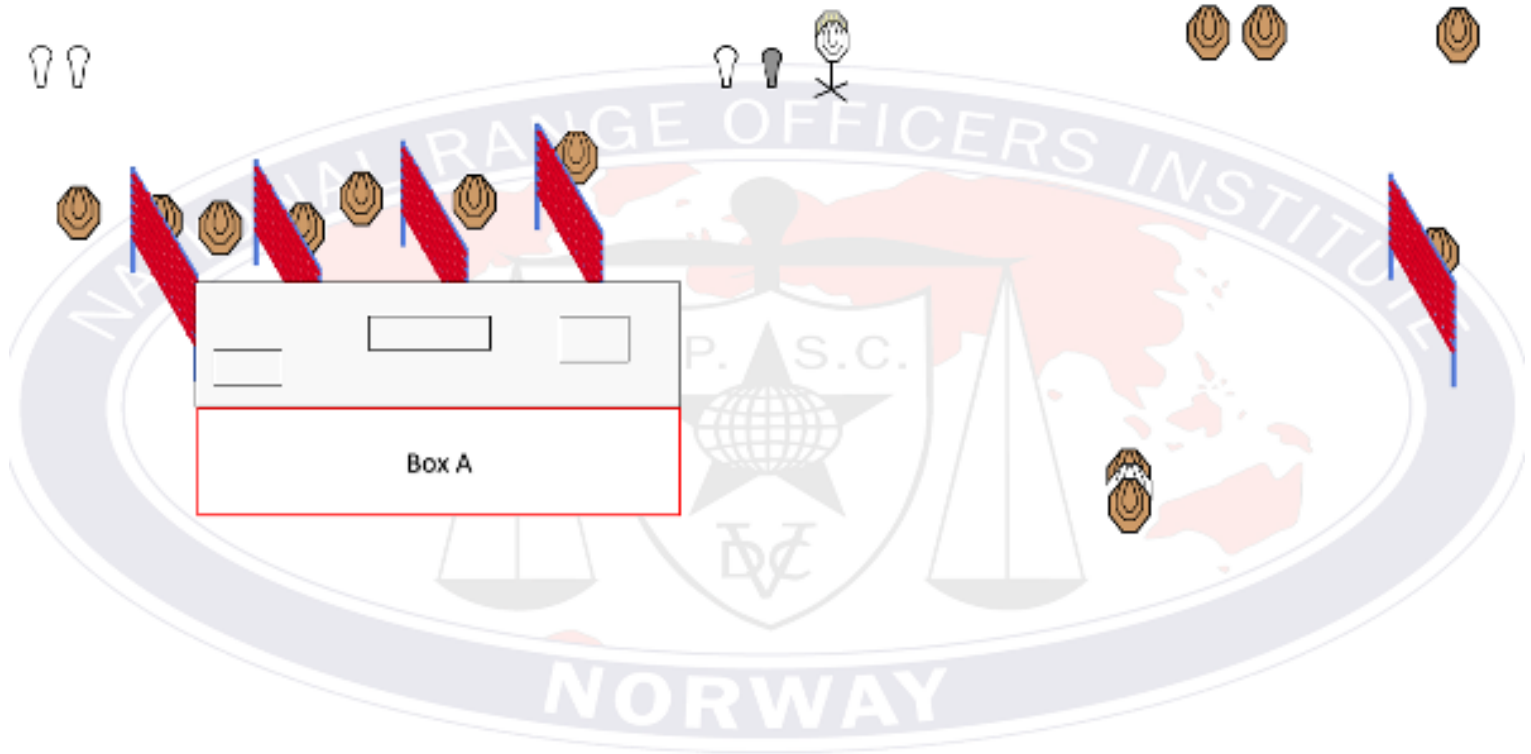 NATIONAL RANGE OFFICERS INSTITUTE
I.P.S.C.
Box A
DVC
NORWAY